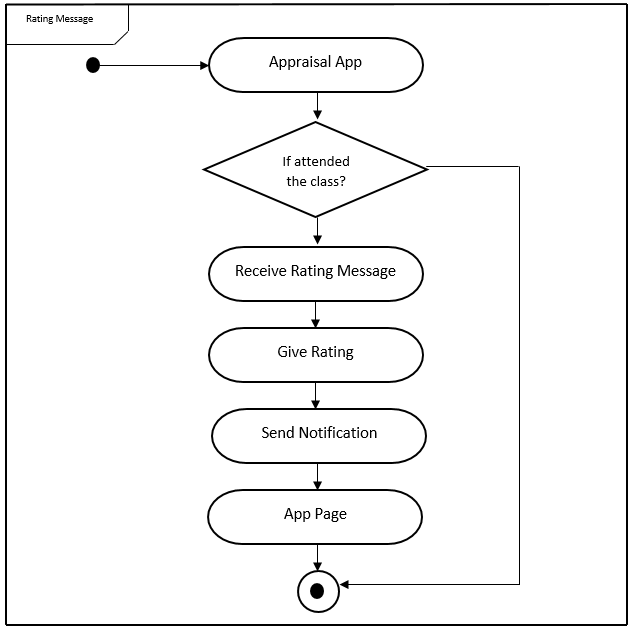 Rating Message
Appraisal App
If attended
the class?
Receive Rating Message
Give Rating
Send Notification
App Page